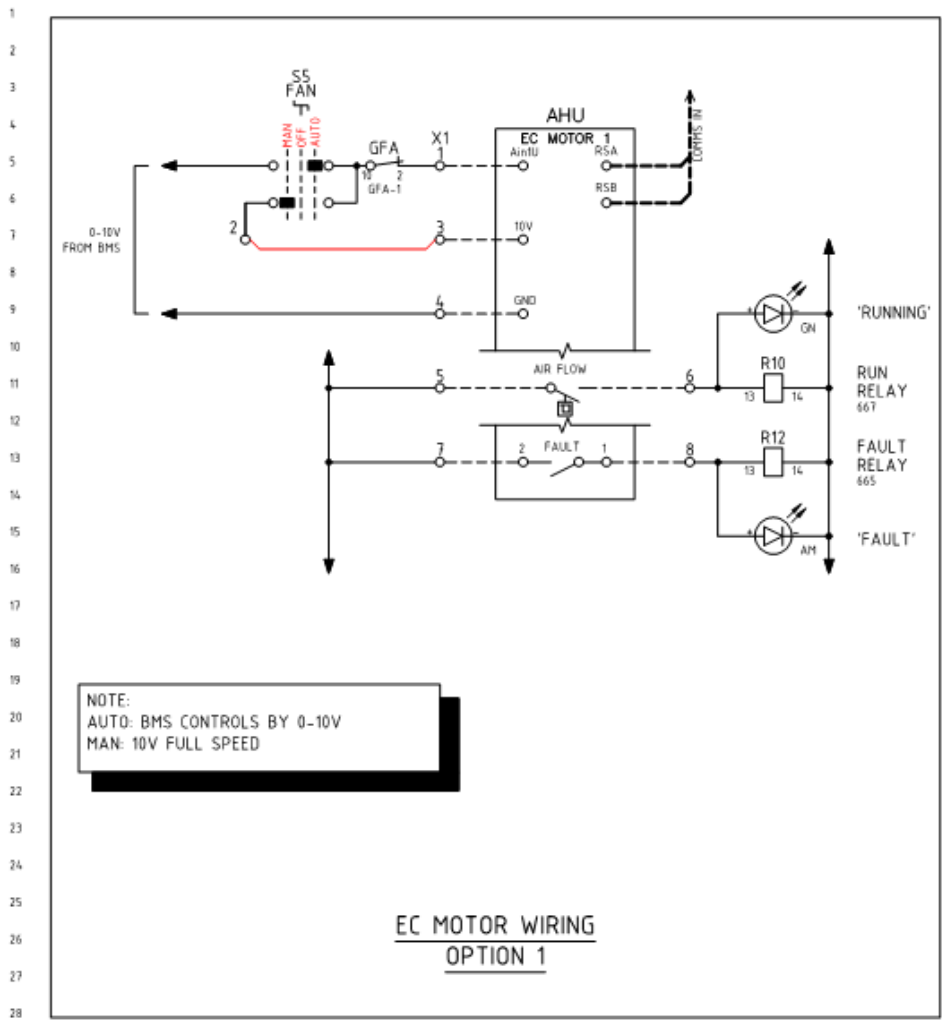 1
2
3
4
5
6
7
8
9
10
11
12
13
14
15
16
17
18
19
20
21
22
23
24
25
26
27
28
S5
FAN
MAN
OFF
AUTO
GFA
10
2
GFA-1
X1
1
AHU
EC MOTOR 1
Ain1U
RSA
RSB
COMMS IN
2
3
10V
0-10V
FROM BMS
4
GND
+
-
GN
'RUNNING'
5
AIR FLOW
6
R10
13
14
RUN
RELAY
667
7
2
FAULT
1
8
R12
13
14
FAULT
RELAY
665
+
-
AM
'FAULT'
NOTE:
AUTO: BMS CONTROLS BY 0-10V
MAN: 10V FULL SPEED
EC MOTOR WIRING
OPTION 1